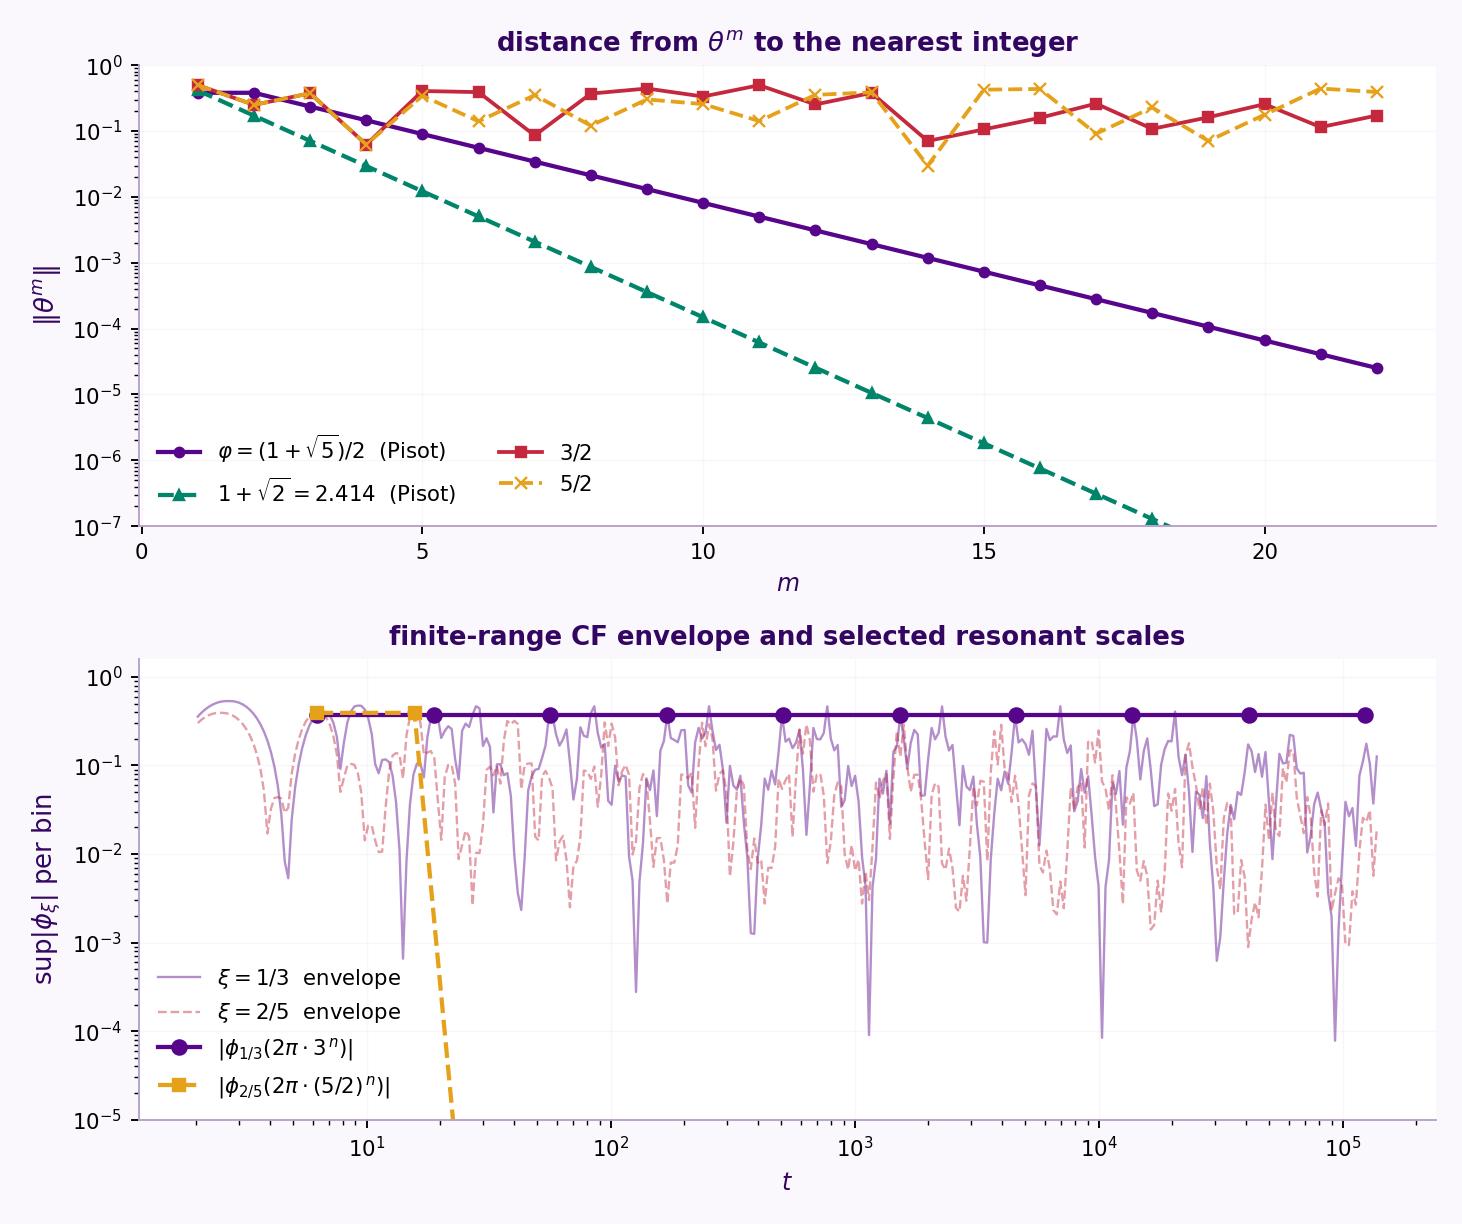 distance from θ^m to the nearest integer
10^0
10^-1
10^-2
10^-3
10^-4
10^-5
10^-6
10^-7
‖θ^m‖
φ = (1 + √5)/2 (Pisot)
1 + √2 = 2.414 (Pisot)
3/2
5/2
0 5 10 15 20
m
finite-range CF envelope and selected resonant scales
10^0
10^-1
10^-2
10^-3
10^-4
10^-5
sup|ϕ_ξ| per bin
ξ = 1/3 envelope
ξ = 2/5 envelope
|ϕ_{1/3}(2π · 3^n)|
|ϕ_{2/5}(2π · (5/2)^n)|
10^1 10^2 10^3 10^4 10^5
t